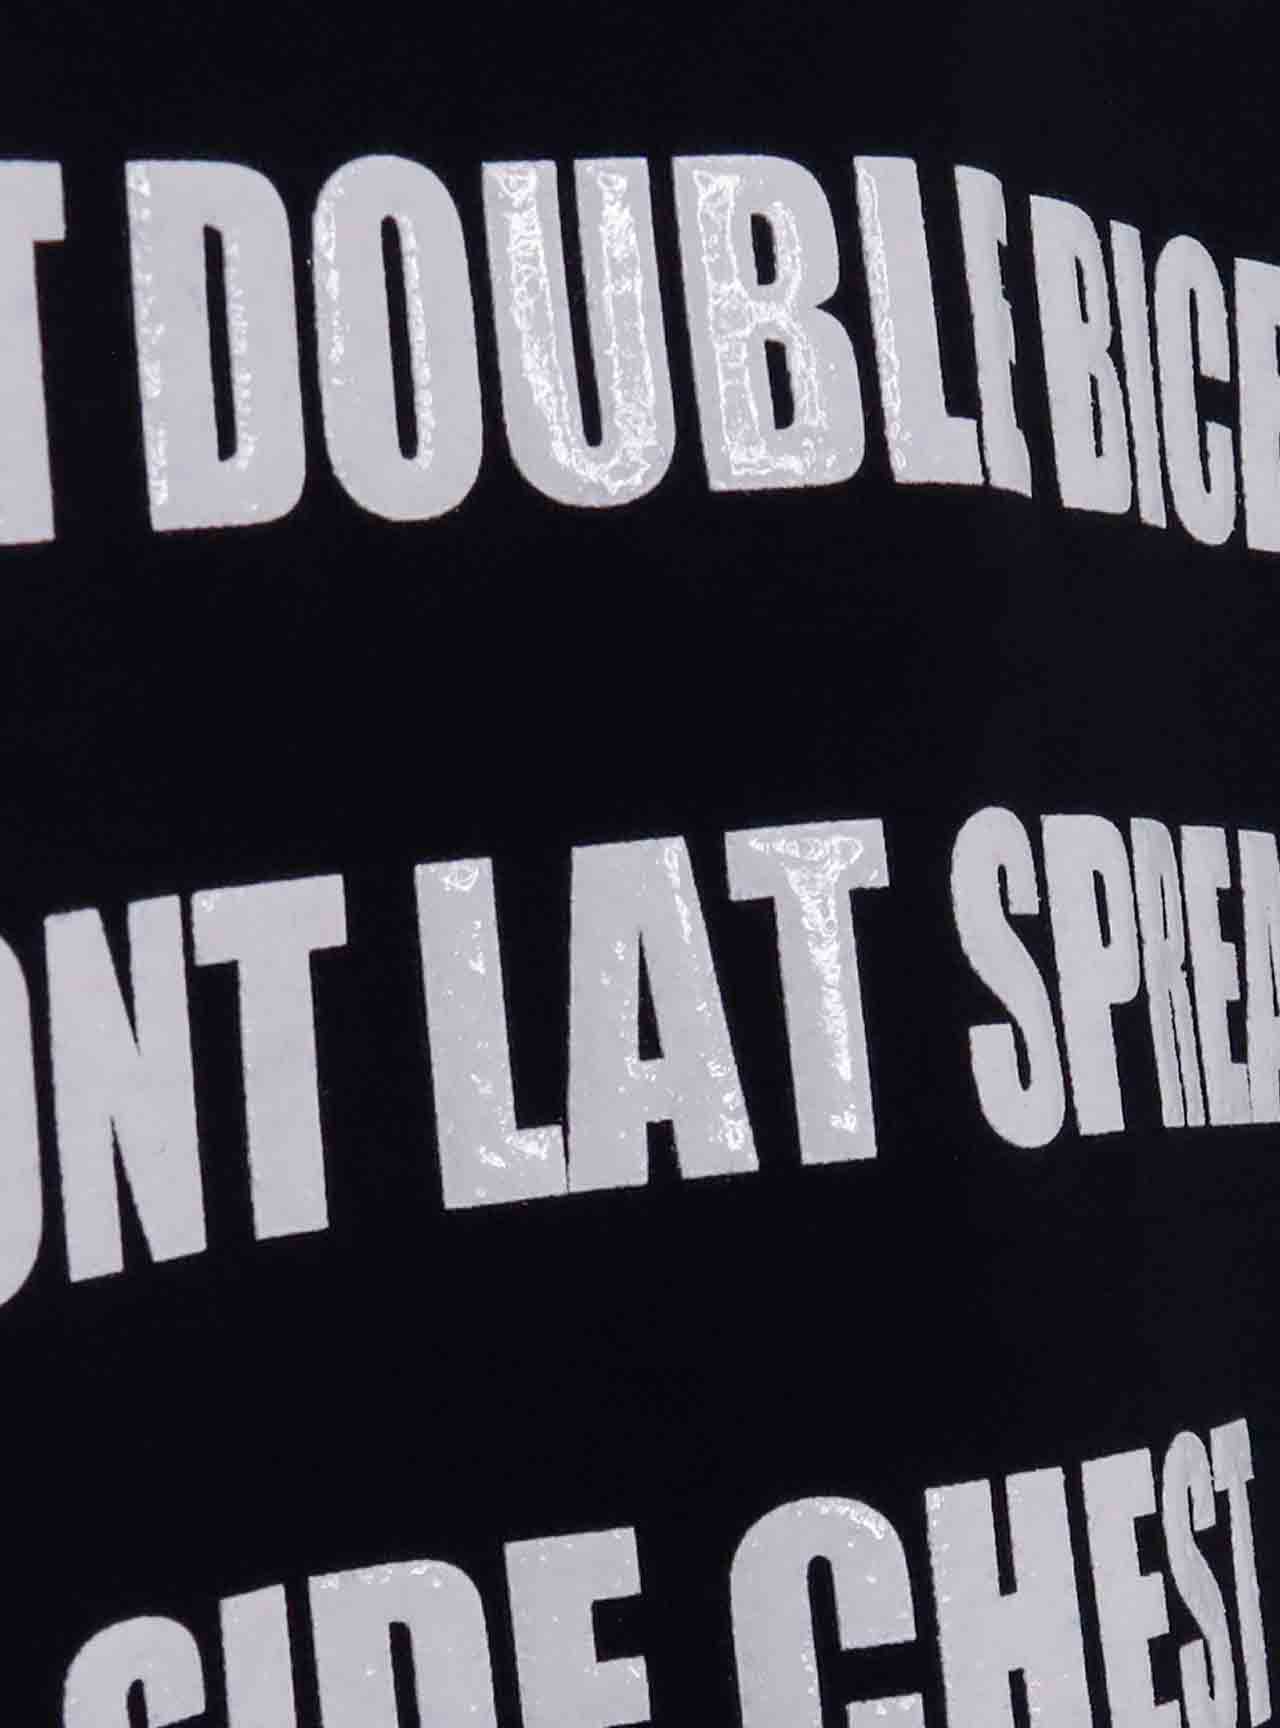 T DOUBLE BICE
ONT LAT SPREA
SIDE CHEST